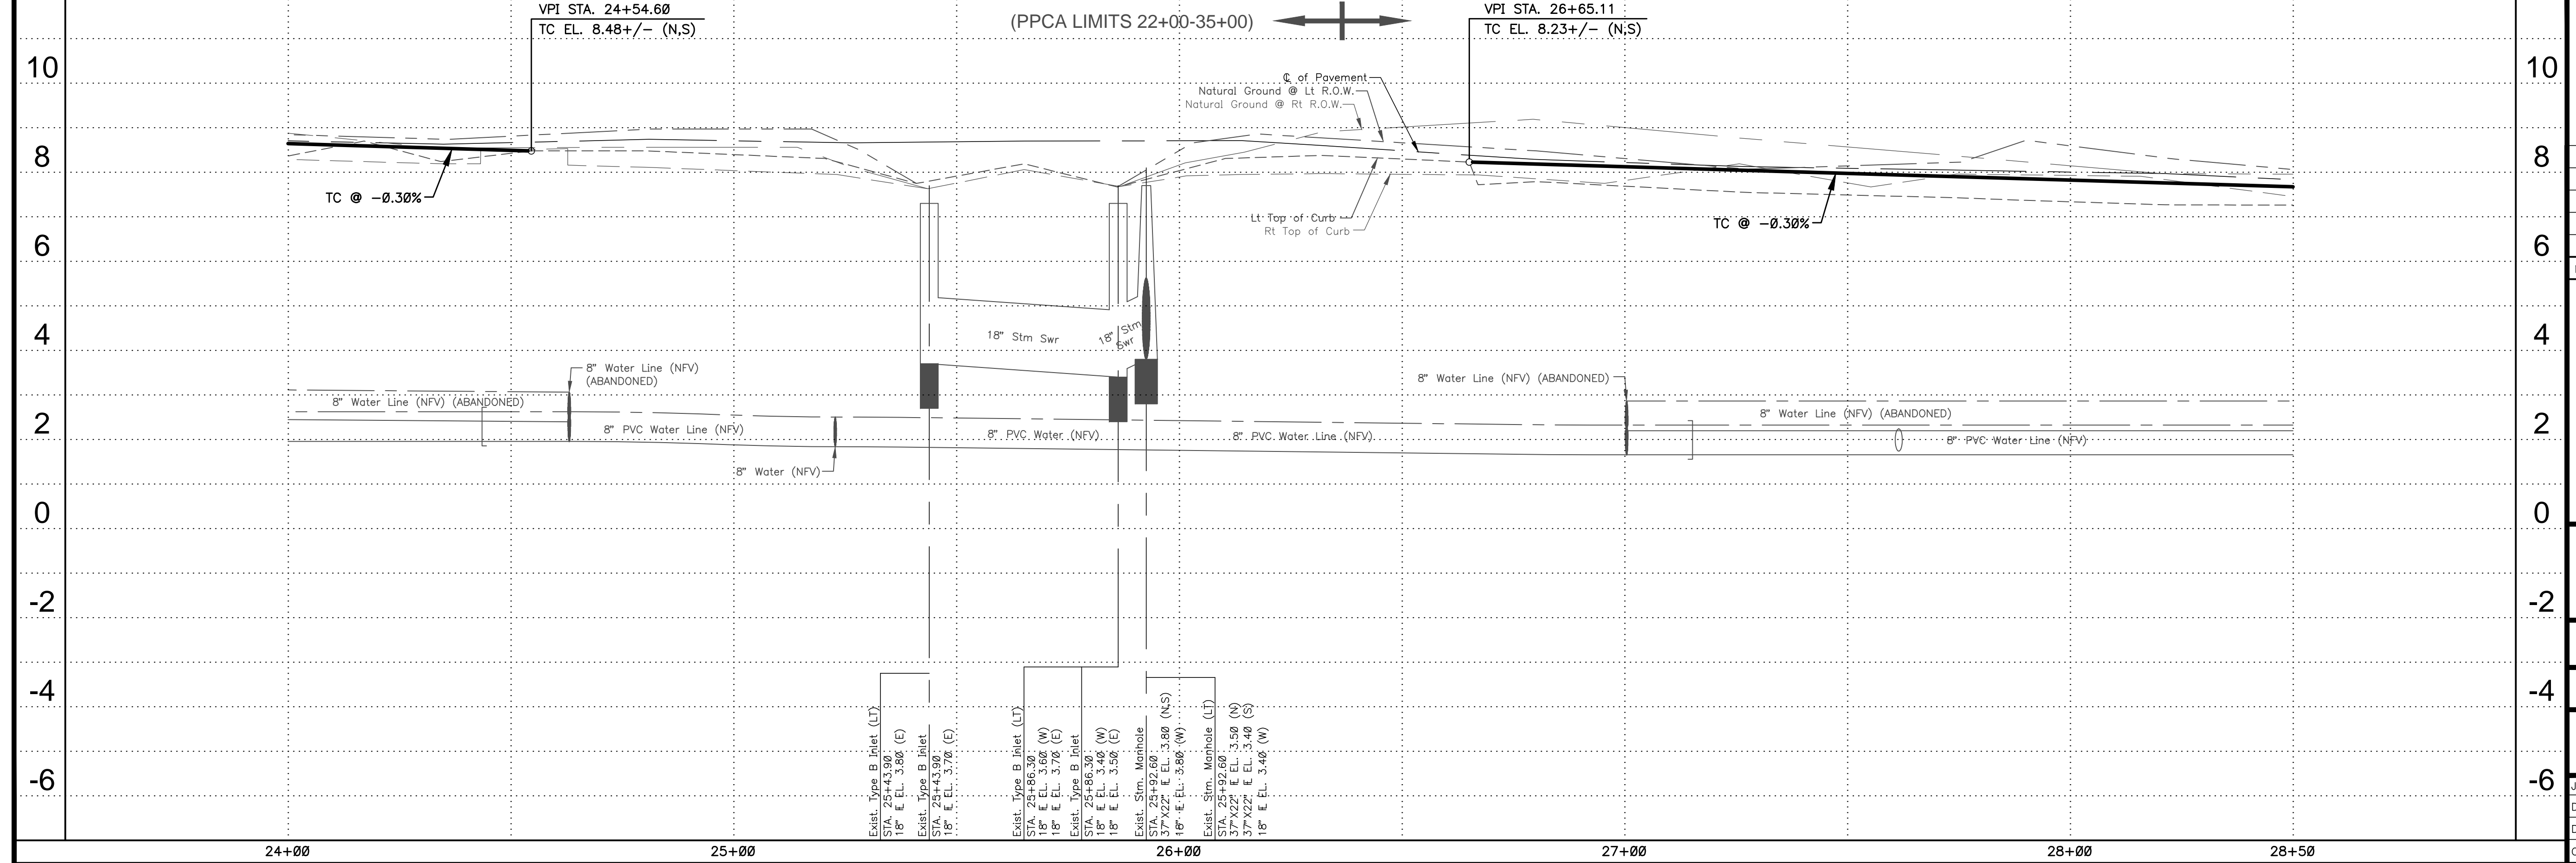 VPI STA. 24+54.60
TC EL. 8.48+/- (N,S)
(PPCA LIMITS 22+00-35+00)
VPI STA. 26+65.11
TC EL. 8.23+/- (N,S)
10
10
℄ of Pavement
Natural Ground @ Lt R.O.W.
Natural Ground @ Rt R.O.W.
8
8
TC @ -0.30%
Lt Top of Curb
Rt Top of Curb
TC @ -0.30%
6
6
4
4
18" Stm Swr
18" Stm
Swr
8" Water Line (NFV)
(ABANDONED)
8" Water Line (NFV) (ABANDONED)
8" Water Line (NFV) (ABANDONED)
8" Water Line (NFV) (ABANDONED)
2
2
8" PVC Water Line (NFV)
8" PVC Water (NFV)
8" PVC Water Line (NFV)
8" PVC Water Line (NFV)
8" Water (NFV)
0
0
-2
-2
-4
-4
-6
-6
Exist. Type B Inlet (LT)
STA. 25+43.90
18" FL EL. 3.80 (E)
Exist. Type B Inlet
STA. 25+43.90
18" FL EL. 3.70 (E)
Exist. Type B Inlet (LT)
STA. 25+86.30
18" FL EL. 3.60 (W)
18" FL EL. 3.70 (E)
Exist. Type B Inlet
STA. 25+86.30
18" FL EL. 3.40 (W)
18" FL EL. 3.50 (E)
Exist. Stm. Manhole
STA. 25+92.60
37"X22" FL EL. 3.80 (N,S)
18" FL EL. 3.80 (W)
Exist. Stm. Manhole (LT)
STA. 25+92.60
37"X22" FL EL. 3.50 (N)
37"X22" FL EL. 3.40 (S)
18" FL EL. 3.40 (W)
24+00
25+00
26+00
27+00
28+00
28+50